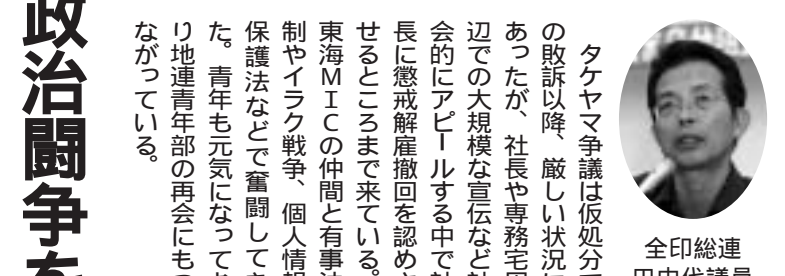 タケヤマ争議は仮処分で
の敗訴以降、厳しい状況に
あったが、社長や専務宅周
辺での大規模な宣伝など社
会的にアピールする中で社
長に懲戒解雇撤回を認めさ
せるところまで来ている。
東海ＭＩＣの仲間と有事法
制やイラク戦争、個人情報
保護法などで奮闘してき
た。青年も元気になってお
り地連青年部の再会にもつ
ながっている。
全印総連
田中代議員
政治闘争を